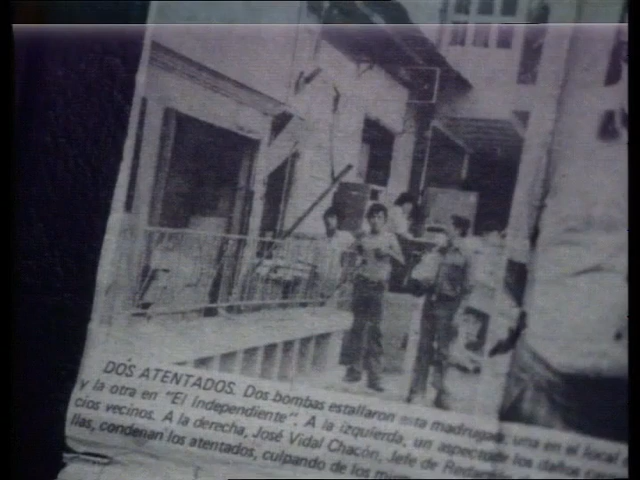 DOS ATENTADOS. Dos bombas estallaron esta madrugada, una en el local
y la otra en "El Independiente". A la izquierda, un aspecto de los daños
cios vecinos. A la derecha, José Vidal Chacón, Jefe de Redacción
llas, condenan los atentados, culpando de los